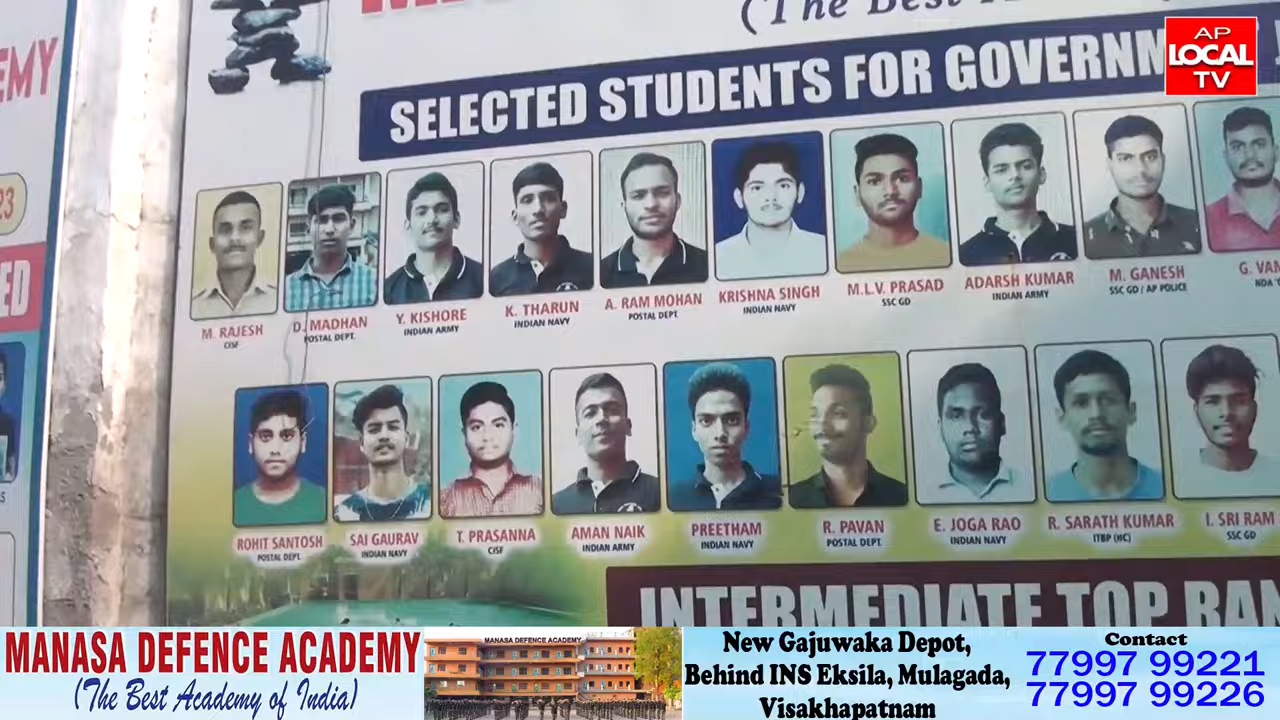 (The Best
AP
LOCAL
TV
EMY
SELECTED STUDENTS FOR
23
ED
M. RAJESH
CISF
D. MADHAN
POSTAL DEPT.
Y. KISHORE
INDIAN ARMY
K. THARUN
INDIAN NAVY
A. RAM MOHAN
POSTAL DEPT.
KRISHNA SINGH
INDIAN NAVY
M.L.V. PRASAD
SSC GD
ADARSH KUMAR
INDIAN ARMY
M. GANESH
SSC GD / AP POLICE
G. VAM
NDA
ROHIT SANTOSH
POSTAL DEPT.
SAI GAURAV
INDIAN NAVY
T. PRASANNA
CISF
AMAN NAIK
INDIAN ARMY
PREETHAM
INDIAN NAVY
R. PAVAN
POSTAL DEPT.
E. JOGA RAO
INDIAN NAVY
R. SARATH KUMAR
ITBP (HC)
I. SRI RAM
SSC GD
INTERMEDIATE TOP RAN
MANASA DEFENCE ACADEMY
(The Best Academy of India)
MANASA DEFENCE ACADEMY
New Gajuwaka Depot,
Behind INS Eksila, Mulagada,
Visakhapatnam
Contact
77997 99221
77997 99226